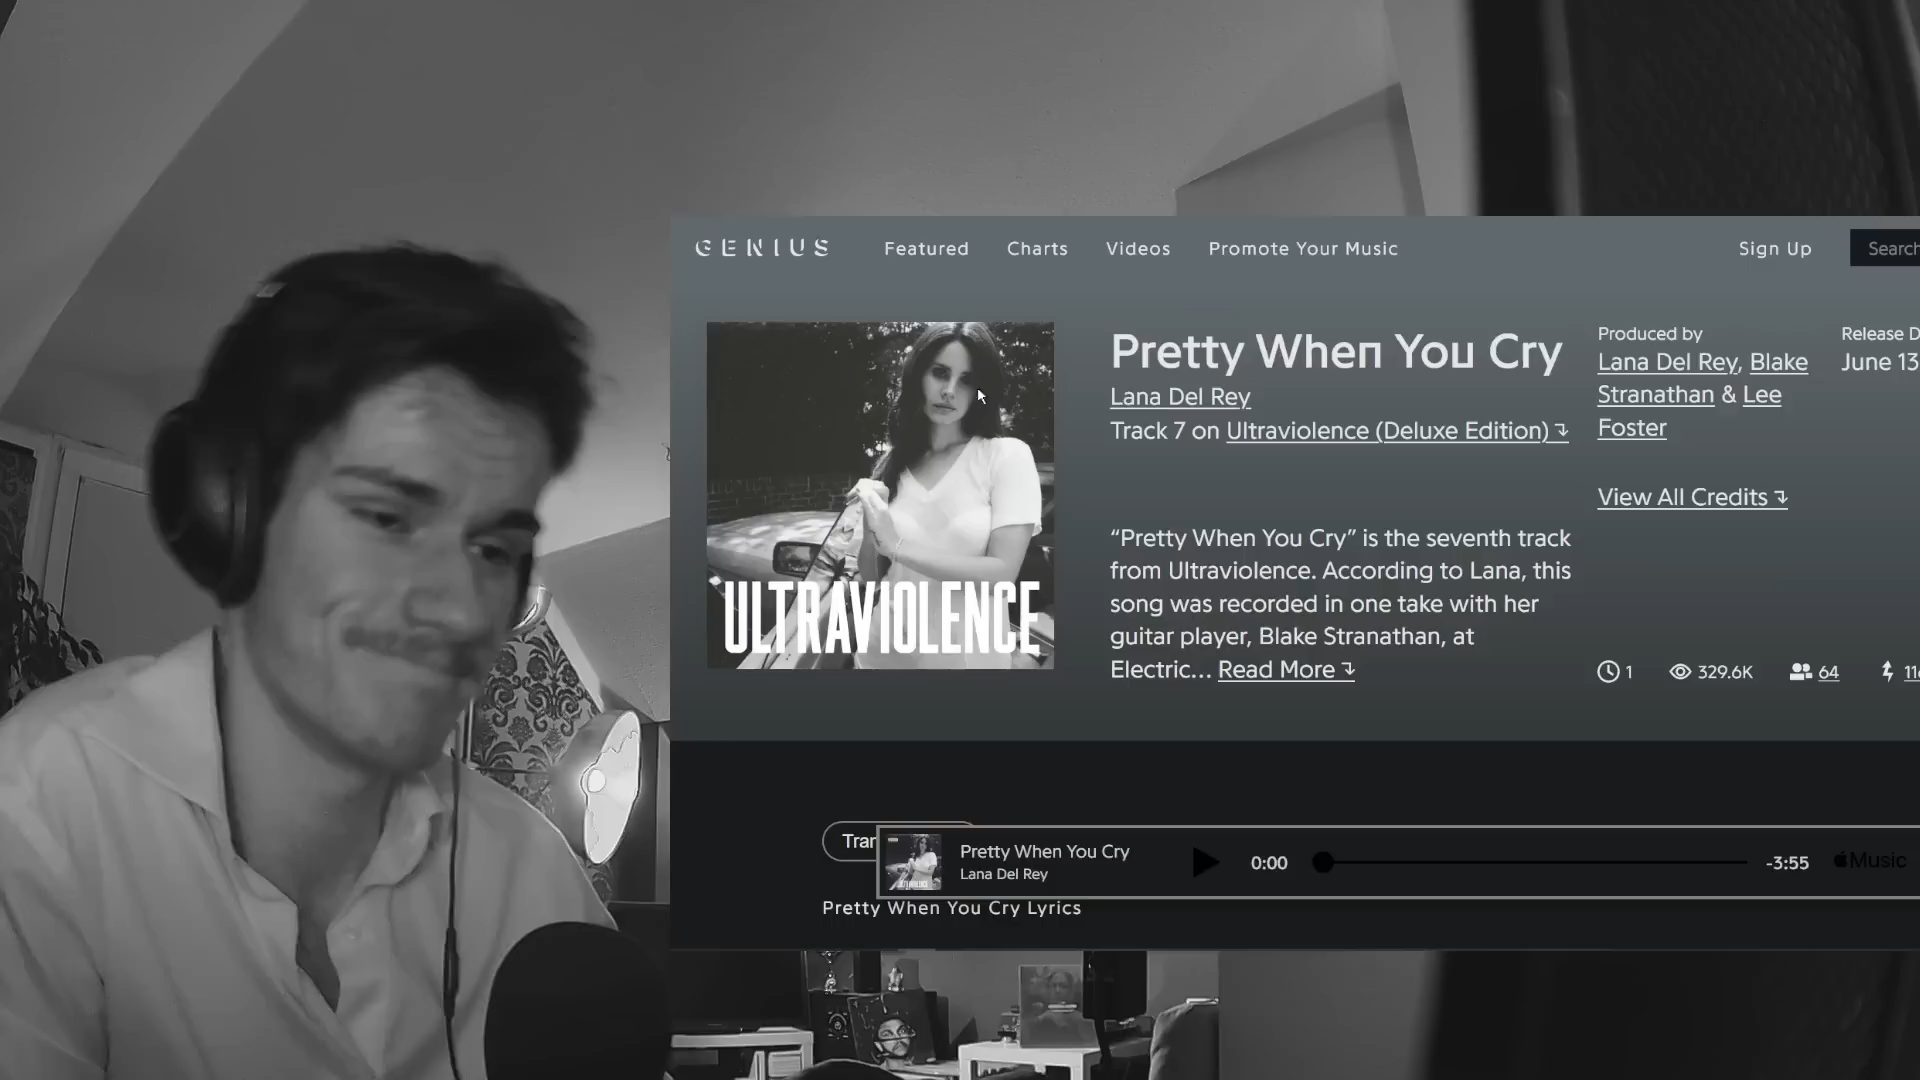 GENIUS Featured Charts Videos Promote Your Music Sign Up Search
ULTRAVIOLENCE
Pretty When You Cry
Lana Del Rey
Track 7 on Ultraviolence (Deluxe Edition)
“Pretty When You Cry” is the seventh track
from Ultraviolence. According to Lana, this
song was recorded in one take with her
guitar player, Blake Stranathan, at
Electric... Read More
Produced by
Lana Del Rey, Blake
Stranathan & Lee
Foster
View All Credits
Release D
June 13
1 329.6K 64 116
Tran
Pretty When You Cry
Lana Del Rey
0:00 -3:55 Music
Pretty When You Cry Lyrics